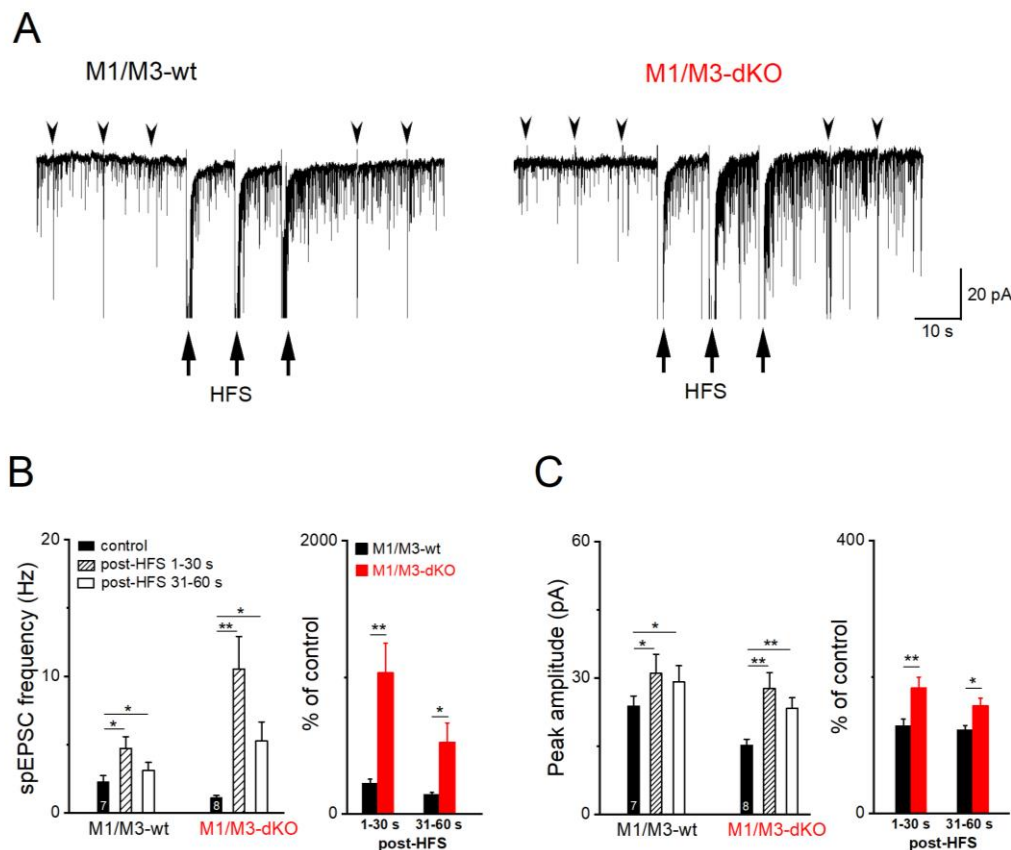 A
M1/M3-wt
M1/M3-dKO
20 pA
10 s
HFS
HFS
B
C
spEPSC frequency (Hz)
20
10
0
control
post-HFS 1-30 s
post-HFS 31-60 s
*
*
*
**
7
8
M1/M3-wt
M1/M3-dKO
% of control
2000
0
M1/M3-wt
M1/M3-dKO
**
*
1-30 s
31-60 s
post-HFS
Peak amplitude (pA)
60
30
0
*
*
**
**
7
8
M1/M3-wt
M1/M3-dKO
% of control
400
0
**
*
1-30 s
31-60 s
post-HFS